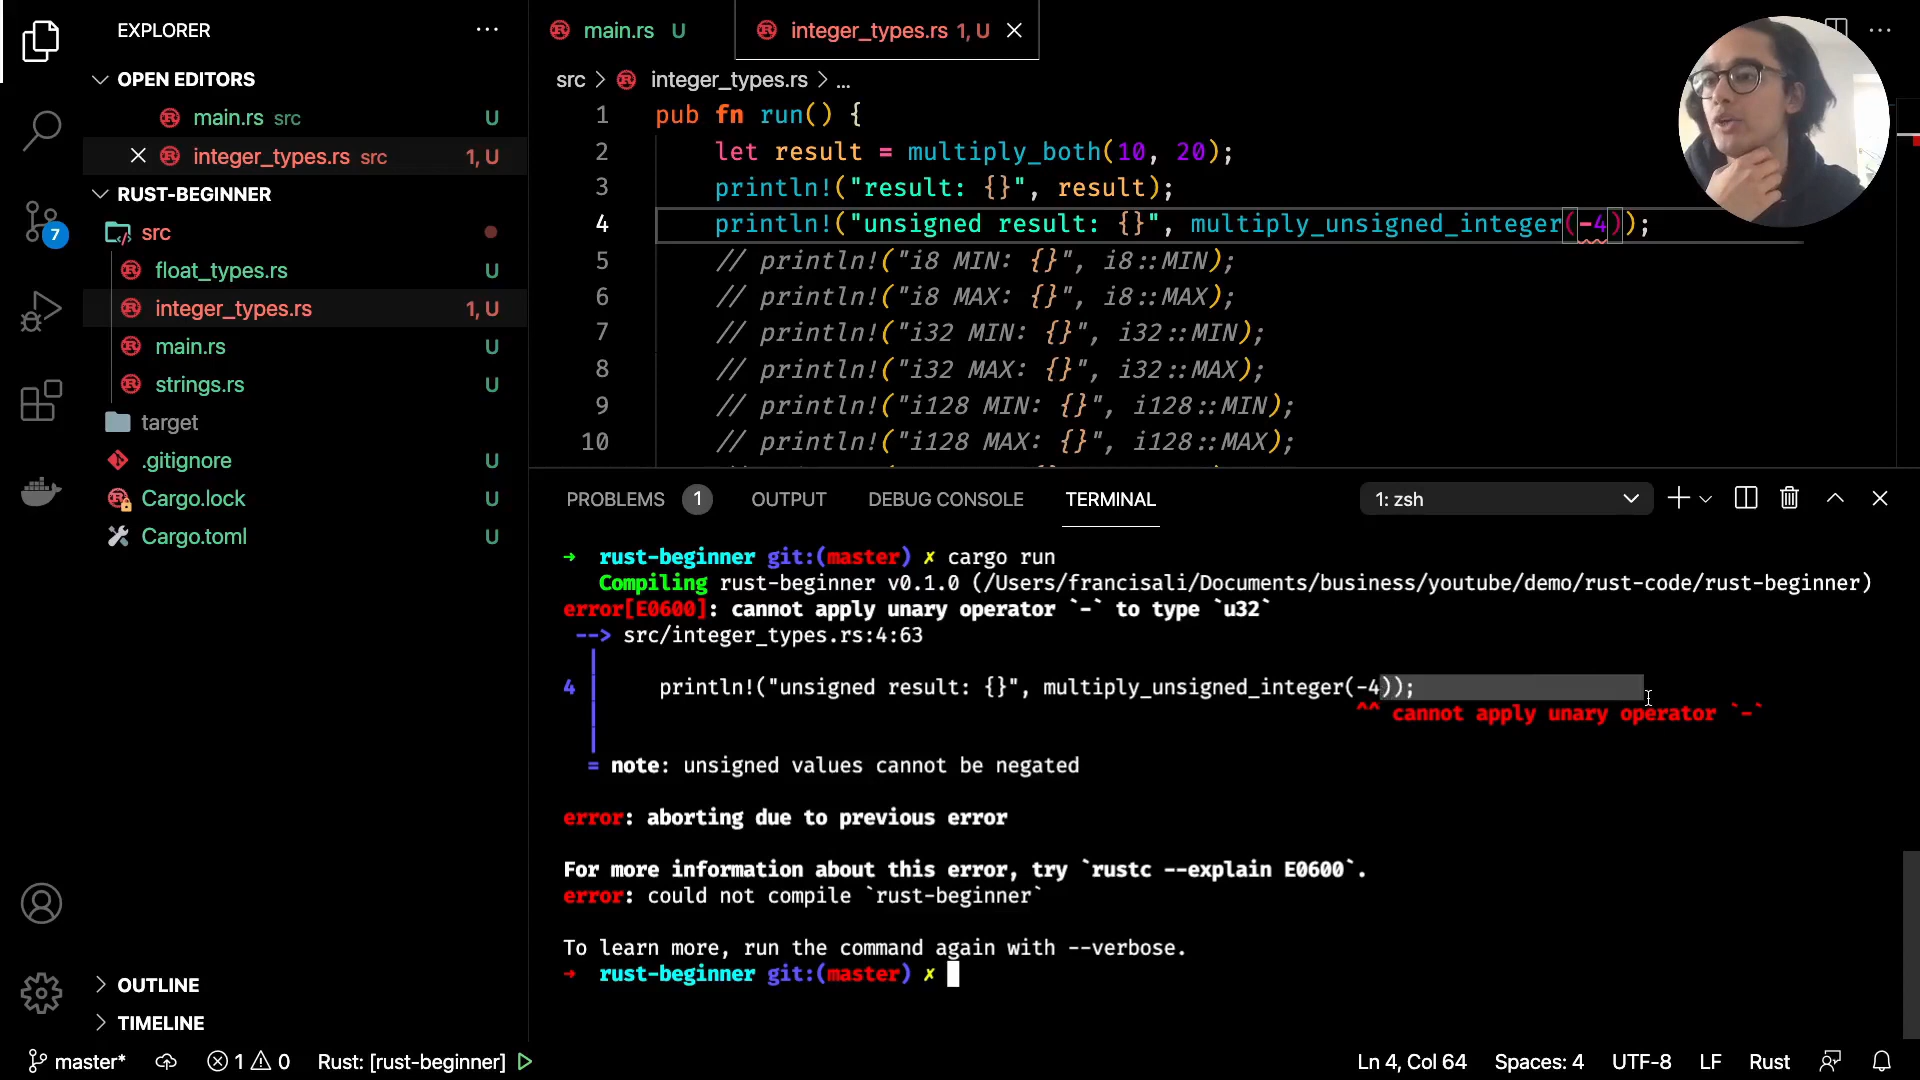 EXPLORER
OPEN EDITORS
main.rs src U
integer_types.rs src 1, U
RUST-BEGINNER
src
float_types.rs U
integer_types.rs 1, U
main.rs U
strings.rs U
target
.gitignore U
Cargo.lock U
Cargo.toml U
OUTLINE
TIMELINE
7
main.rs U
integer_types.rs 1, U
src > integer_types.rs > ...
1 pub fn run() {
2 let result = multiply_both(10, 20);
3 println!("result: {}", result);
4 println!("unsigned result: {}", multiply_unsigned_integer(-4));
5 // println!("i8 MIN: {}", i8::MIN);
6 // println!("i8 MAX: {}", i8::MAX);
7 // println!("i32 MIN: {}", i32::MIN);
8 // println!("i32 MAX: {}", i32::MAX);
9 // println!("i128 MIN: {}", i128::MIN);
10 // println!("i128 MAX: {}", i128::MAX);
PROBLEMS 1 OUTPUT DEBUG CONSOLE TERMINAL 1: zsh
→ rust-beginner git:(master) ✗ cargo run
Compiling rust-beginner v0.1.0 (/Users/francisali/Documents/business/youtube/demo/rust-code/rust-beginner)
error[E0600]: cannot apply unary operator `-` to type `u32`
--> src/integer_types.rs:4:63
|
4 | println!("unsigned result: {}", multiply_unsigned_integer(-4));
| ^^ cannot apply unary operator `-`
|
= note: unsigned values cannot be negated
error: aborting due to previous error
For more information about this error, try `rustc --explain E0600`.
error: could not compile `rust-beginner`
To learn more, run the command again with --verbose.
→ rust-beginner git:(master) ✗
master* 1 0 Rust: [rust-beginner] Ln 4, Col 64 Spaces: 4 UTF-8 LF Rust